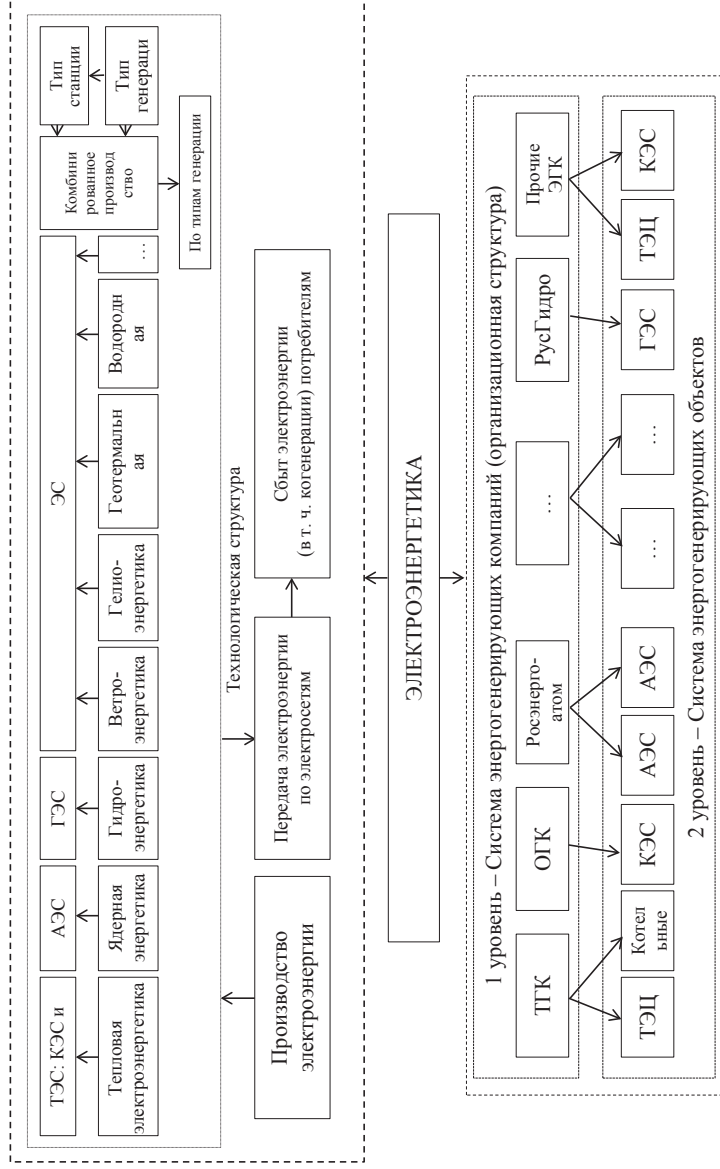 ТЭС: КЭС и
АЭС
ГЭС
ЭС
Комбини
рованное
производ
ство
Тип
станции
Тип
генераци
Тепловая
электроэнергетика
Ядерная
энергетика
Гидро-
энергетика
Ветро-
энергетика
Гелио-
энергетика
Геотермальн
ая
Водородн
ая
…
По типам генерации
Технологическая структура
Производство
электроэнергии
Передача электроэнергии
по электросетям
Сбыт электроэнергии
(в т. ч. когенерации) потребителям
ЭЛЕКТРОЭНЕРГЕТИКА
1 уровень – Система энергогенерирующих компаний (организационная структура)
ТГК
ОГК
Росэнерго-
атом
…
РусГидро
Прочие
ЭГК
ТЭЦ
Котел
ьные
КЭС
АЭС
АЭС
…
…
ГЭС
ТЭЦ
КЭС
2 уровень – Система энергогенерирующих объектов